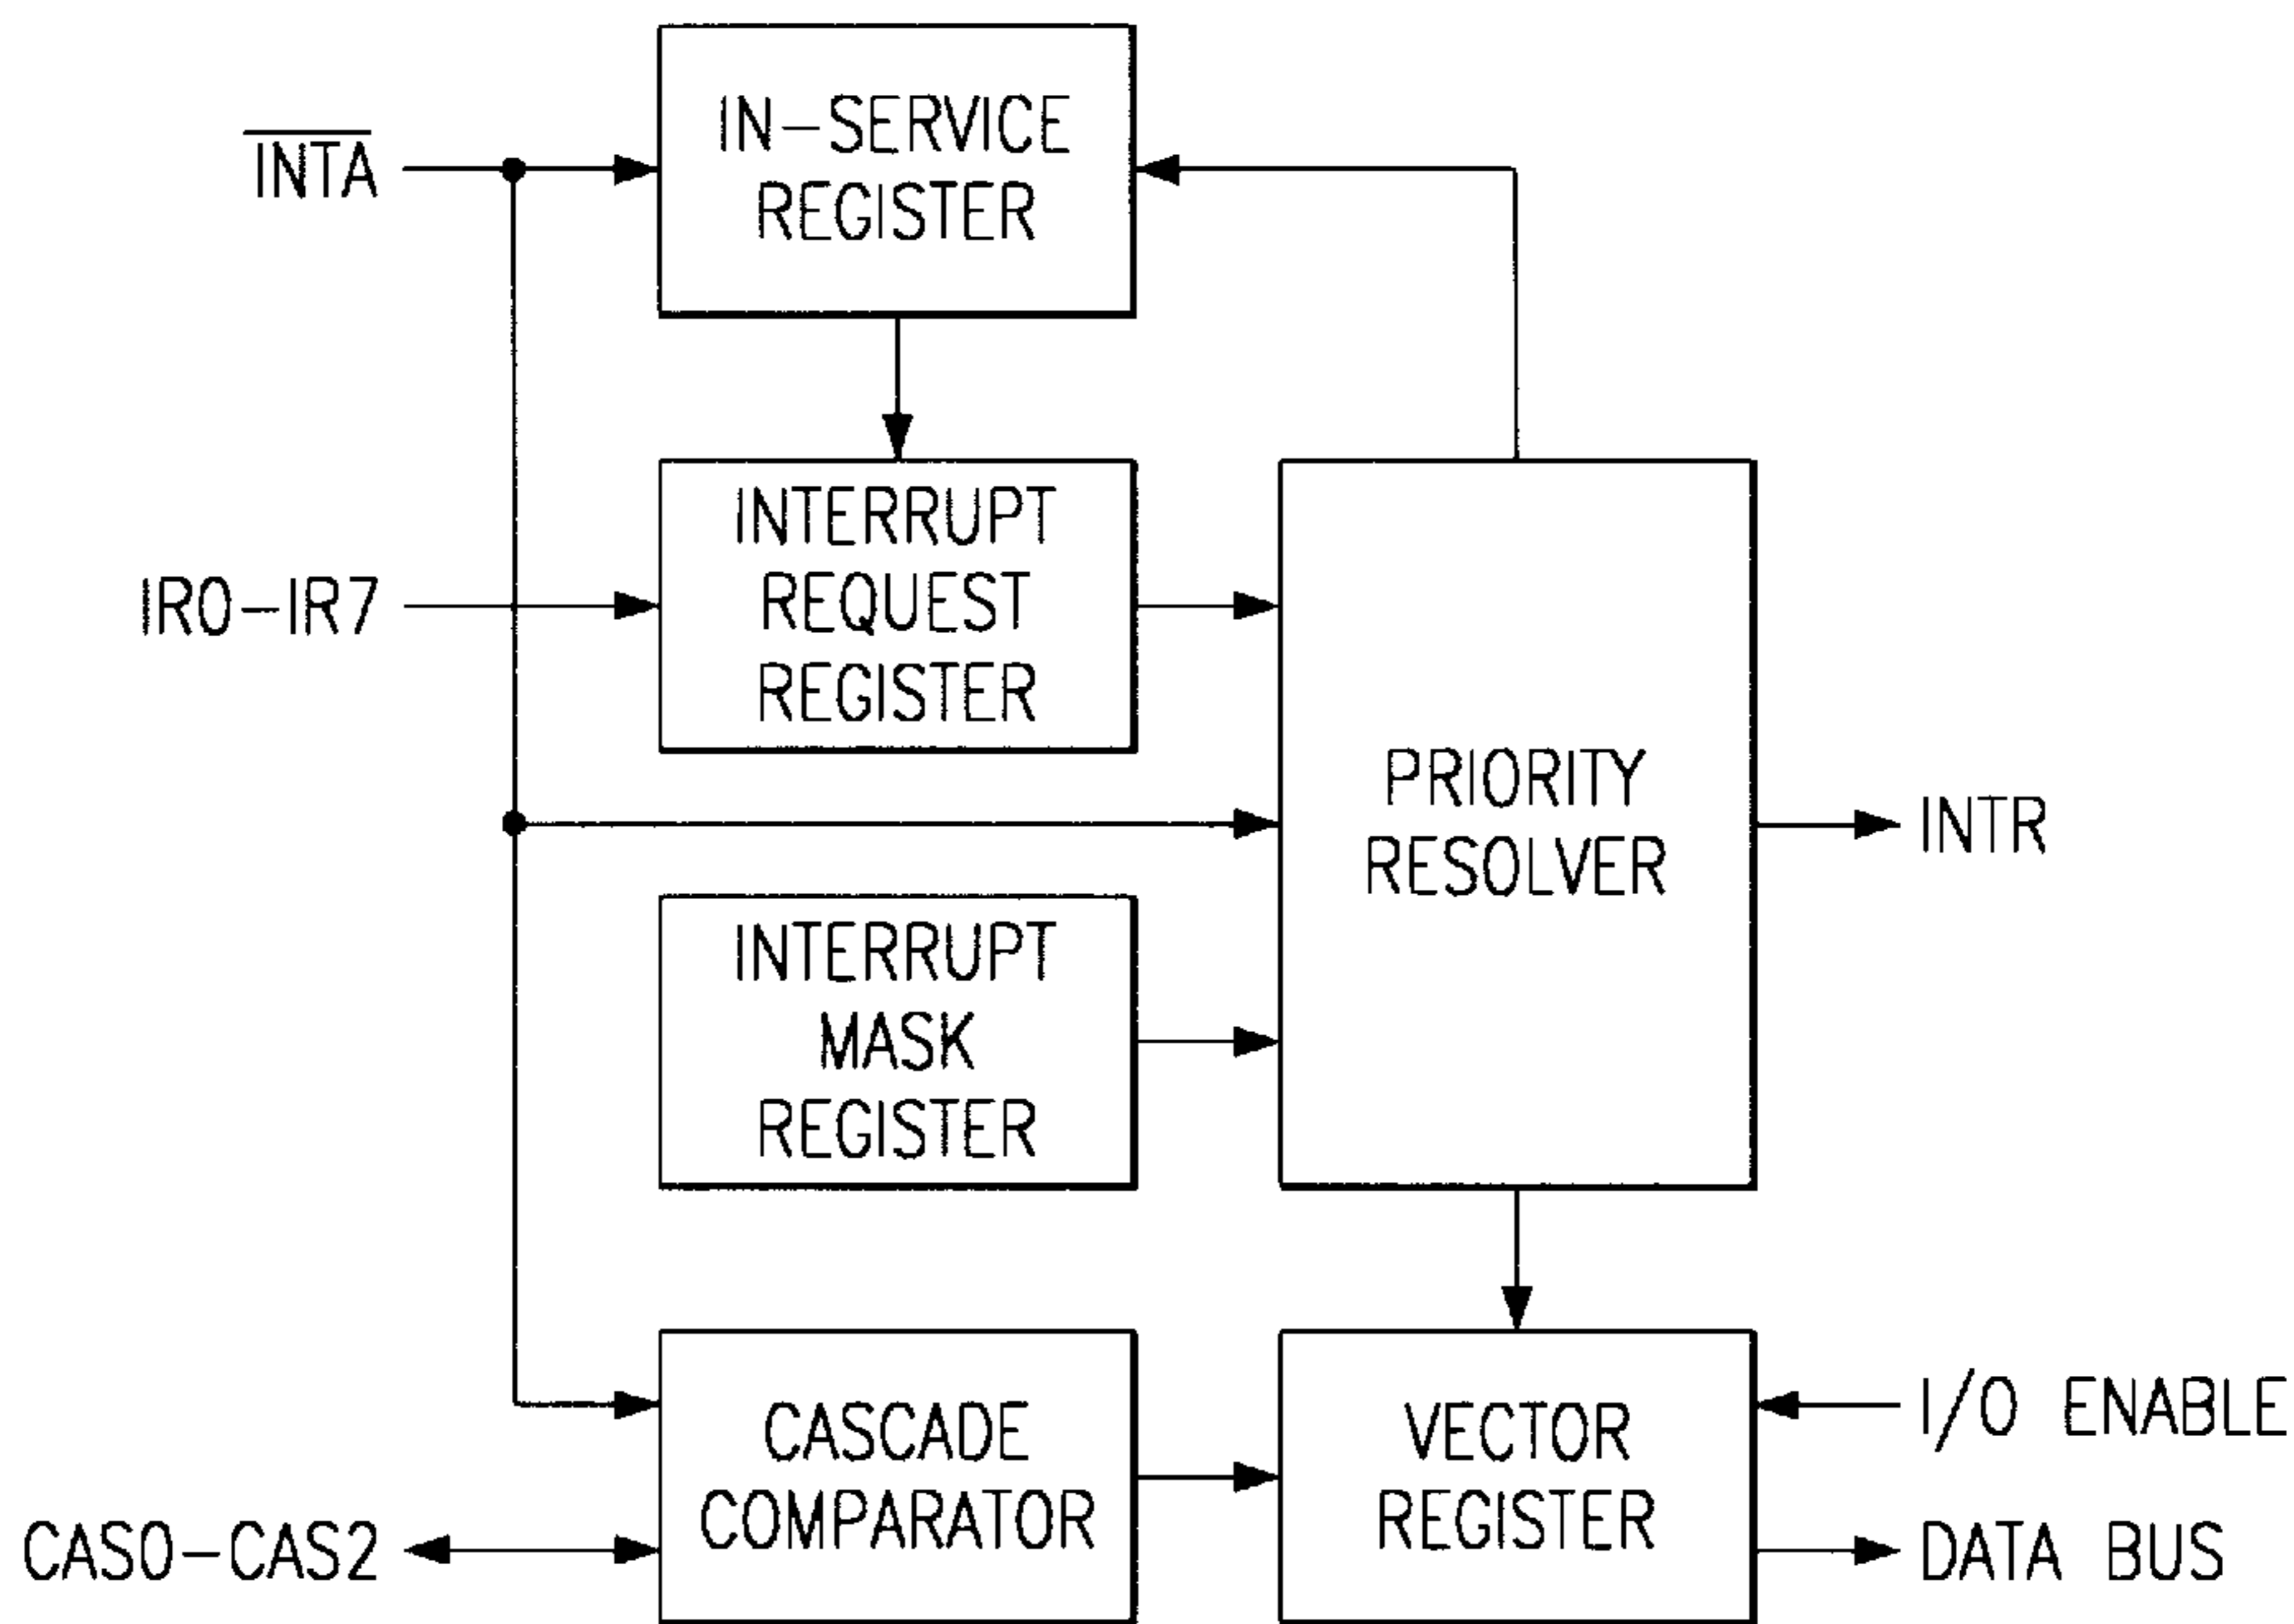 IN-SERVICE
REGISTER
INTA
INTERRUPT
REQUEST
REGISTER
IR0-IR7
PRIORITY
RESOLVER
INTR
INTERRUPT
MASK
REGISTER
CASCADE
COMPARATOR
VECTOR
REGISTER
I/O ENABLE
CAS0-CAS2
DATA BUS